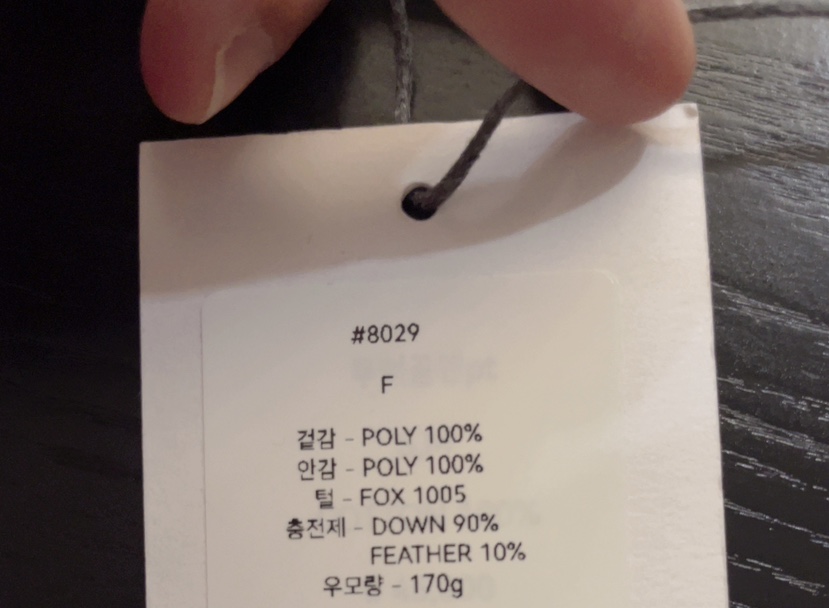 #8029
F
겉감 - POLY 100%
안감 - POLY 100%
털 - FOX 1005
충전제 - DOWN 90%
FEATHER 10%
우모량 - 170g